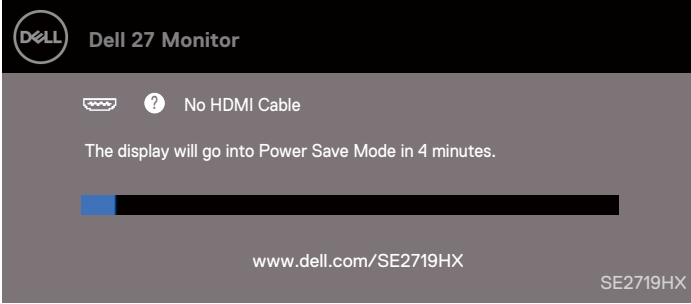 DELL
Dell 27 Monitor
? No HDMI Cable
The display will go into Power Save Mode in 4 minutes.
www.dell.com/SE2719HX
SE2719HX